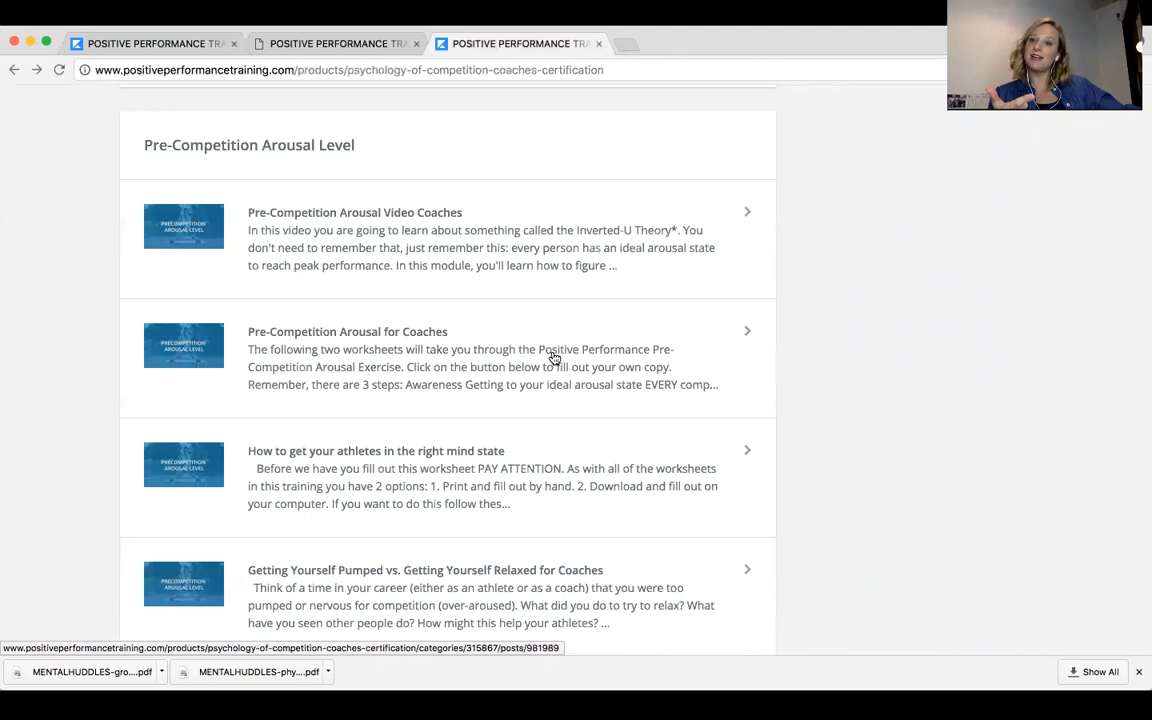 POSITIVE PERFORMANCE TRA
POSITIVE PERFORMANCE TRA
POSITIVE PERFORMANCE TRA
www.positiveperformancetraining.com/products/psychology-of-competition-coaches-certification
Pre-Competition Arousal Level
PRECOMPETITION
AROUSAL LEVEL
Pre-Competition Arousal Video Coaches
In this video you are going to learn about something called the Inverted-U Theory*. You
don't need to remember that, just remember this: every person has an ideal arousal state
to reach peak performance. In this module, you'll learn how to figure ...
PRECOMPETITION
AROUSAL LEVEL
Pre-Competition Arousal for Coaches
The following two worksheets will take you through the Positive Performance Pre-
Competition Arousal Exercise. Click on the button below to fill out your own copy.
Remember, there are 3 steps: Awareness Getting to your ideal arousal state EVERY comp...
PRECOMPETITION
AROUSAL LEVEL
How to get your athletes in the right mind state
Before we have you fill out this worksheet PAY ATTENTION. As with all of the worksheets
in this training you have 2 options: 1. Print and fill out by hand. 2. Download and fill out on
your computer. If you want to do this follow thes...
PRECOMPETITION
AROUSAL LEVEL
Getting Yourself Pumped vs. Getting Yourself Relaxed for Coaches
Think of a time in your career (either as an athlete or as a coach) that you were too
pumped or nervous for competition (over-aroused). What did you do to try to relax? What
have you seen other people do? How might this help your athletes? ...
www.positiveperformancetraining.com/products/psychology-of-competition-coaches-certification/categories/315867/posts/981989
MENTALHUDDLES-gro....pdf
MENTALHUDDLES-phy....pdf
Show All